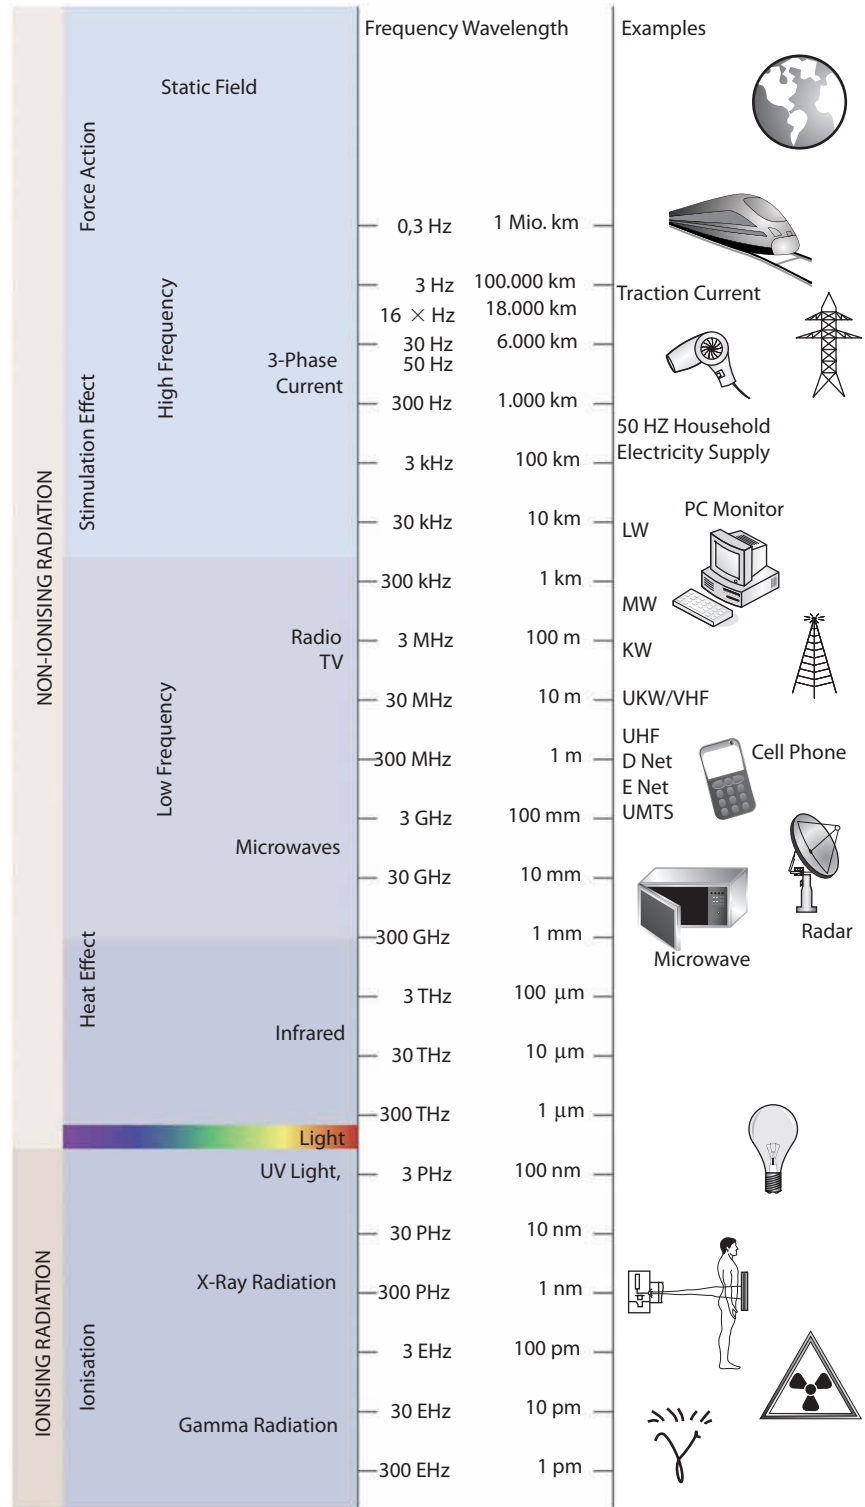 Frequency Wavelength Examples
Static Field
Force Action
0,3 Hz 1 Mio. km
3 Hz 100.000 km
Traction Current
16 × Hz 18.000 km
High Frequency
30 Hz 6.000 km
3-Phase
Current
50 Hz
300 Hz 1.000 km
50 HZ Household
Electricity Supply
Stimulation Effect
3 kHz 100 km
NON-IONISING RADIATION
PC Monitor
30 kHz 10 km LW
300 kHz 1 km
MW
Radio
TV
3 MHz 100 m KW
30 MHz 10 m UKW/VHF
Low Frequency
UHF
D Net
E Net
UMTS
Cell Phone
300 MHz 1 m
3 GHz 100 mm
Microwaves
30 GHz 10 mm
300 GHz 1 mm
Radar
Microwave
Heat Effect
3 THz 100 μm
Infrared
30 THz 10 μm
300 THz 1 μm
Light
UV Light, 3 PHz 100 nm
30 PHz 10 nm
X-Ray Radiation
300 PHz 1 nm
IONISING RADIATION
Ionisation
3 EHz 100 pm
30 EHz 10 pm
Gamma Radiation
300 EHz 1 pm